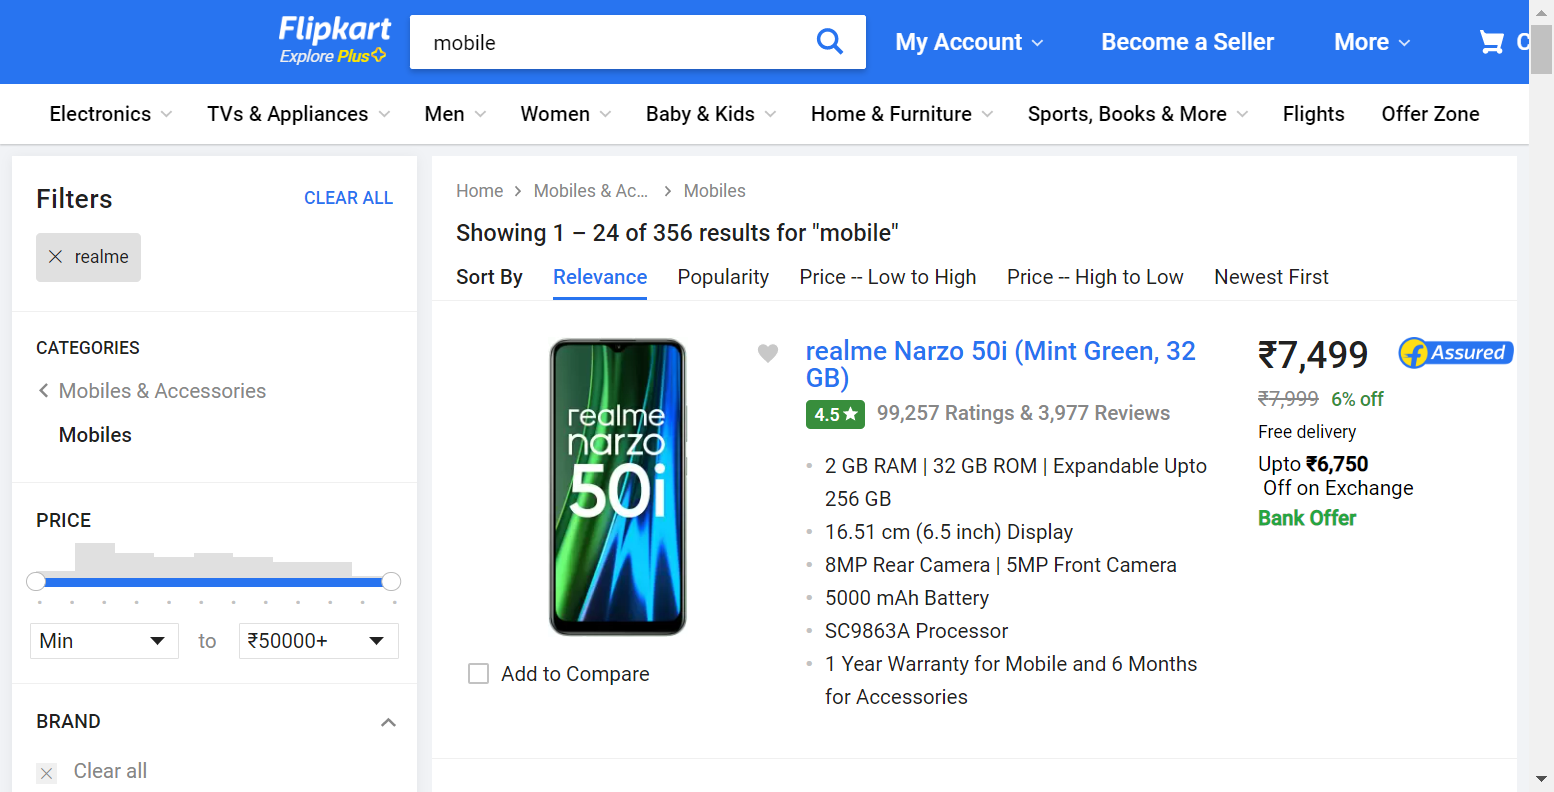 Flipkart
Explore Plus
mobile
My Account
Become a Seller
More
C
Electronics
TVs & Appliances
Men
Women
Baby & Kids
Home & Furniture
Sports, Books & More
Flights
Offer Zone
Filters
CLEAR ALL
realme
CATEGORIES
Mobiles & Accessories
Mobiles
PRICE
Min
to
₹50000+
BRAND
Clear all
Home
Mobiles & Ac...
Mobiles
Showing 1 – 24 of 356 results for "mobile"
Sort By
Relevance
Popularity
Price -- Low to High
Price -- High to Low
Newest First
realme
narzo
50i
Add to Compare
realme Narzo 50i (Mint Green, 32
GB)
4.5★
99,257 Ratings & 3,977 Reviews
2 GB RAM | 32 GB ROM | Expandable Upto
256 GB
16.51 cm (6.5 inch) Display
8MP Rear Camera | 5MP Front Camera
5000 mAh Battery
SC9863A Processor
1 Year Warranty for Mobile and 6 Months
for Accessories
₹7,499
f Assured
₹7,999 6% off
Free delivery
Upto ₹6,750
Off on Exchange
Bank Offer